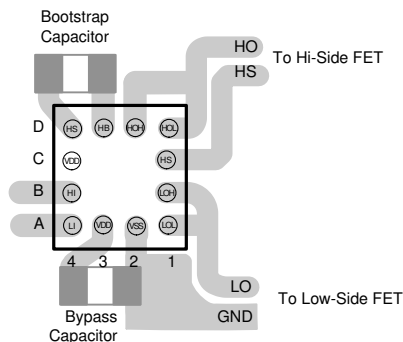 Bootstrap
Capacitor
HO
To Hi-Side FET
HS
D HS HB HOH HOL
C VDD HS
B HI LOH
A LI VDD VSS LOL
4 3 2 1
LO
To Low-Side FET
GND
Bypass
Capacitor